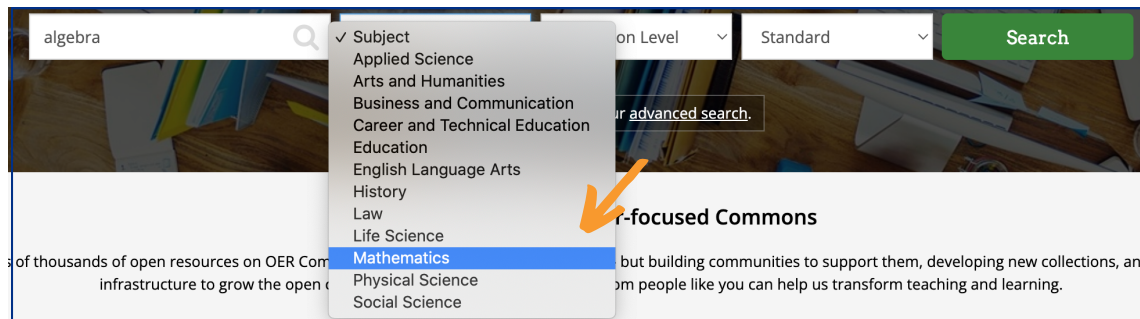 algebra
✓ Subject
on Level
Standard
Search
Applied Science
Arts and Humanities
Business and Communication
ur advanced search.
Career and Technical Education
Education
English Language Arts
History
Law
r-focused Commons
Life Science
Mathematics
s of thousands of open resources on OER Com but building communities to support them, developing new collections, an
Physical Science
infrastructure to grow the open om people like you can help us transform teaching and learning.
Social Science